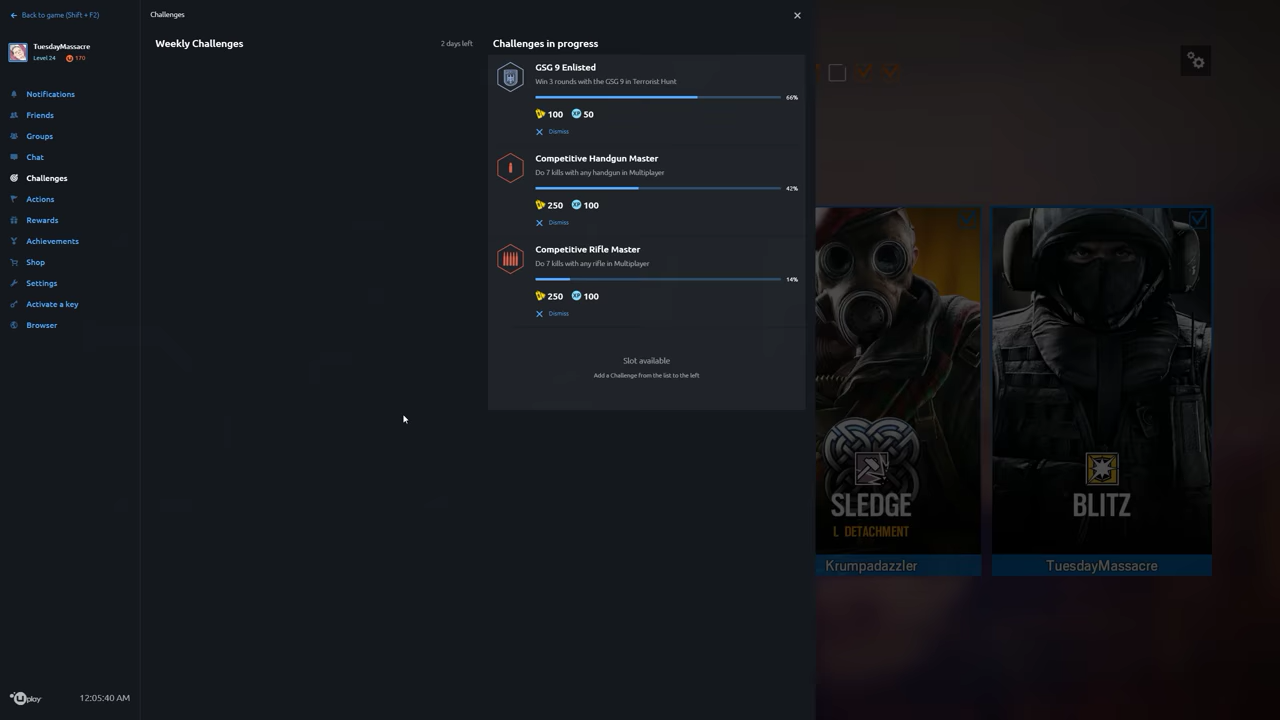 Back to game (Shift + F2)
TuesdayMassacre
Level 24 170
Notifications
Friends
Groups
Chat
Challenges
Actions
Rewards
Achievements
Shop
Settings
Activate a key
Browser
uplay 12:05:40 AM
Challenges
Weekly Challenges 2 days left
Challenges in progress
GSG 9 Enlisted
Win 3 rounds with the GSG 9 in Terrorist Hunt
66%
100 XP 50
Dismiss
Competitive Handgun Master
Do 7 kills with any handgun in Multiplayer
42%
250 XP 100
Dismiss
Competitive Rifle Master
Do 7 kills with any rifle in Multiplayer
14%
250 XP 100
Dismiss
Slot available
Add a Challenge from the list to the left
SLEDGE
L DETACHMENT
Krumpadazzler
BLITZ
TuesdayMassacre